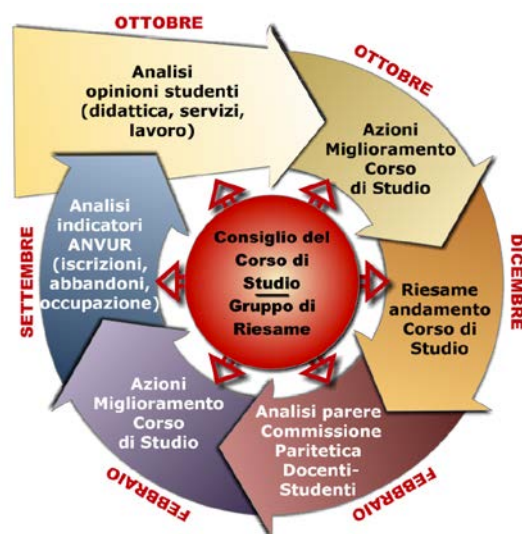 OTTOBRE
Analisi
opinioni studenti
(didattica, servizi,
lavoro)
OTTOBRE
Azioni
Miglioramento
Corso
di Studio
DICEMBRE
Riesame
andamento
Corso di
Studio
FEBBRAIO
Analisi parere
Commissione
Paritetica
Docenti-
Studenti
FEBBRAIO
Azioni
Miglioramento
Corso
di Studio
SETTEMBRE
Analisi
indicatori
ANVUR
(iscrizioni,
abbandoni,
occupazione)
Consiglio del
Corso di
Studio
Gruppo di
Riesame